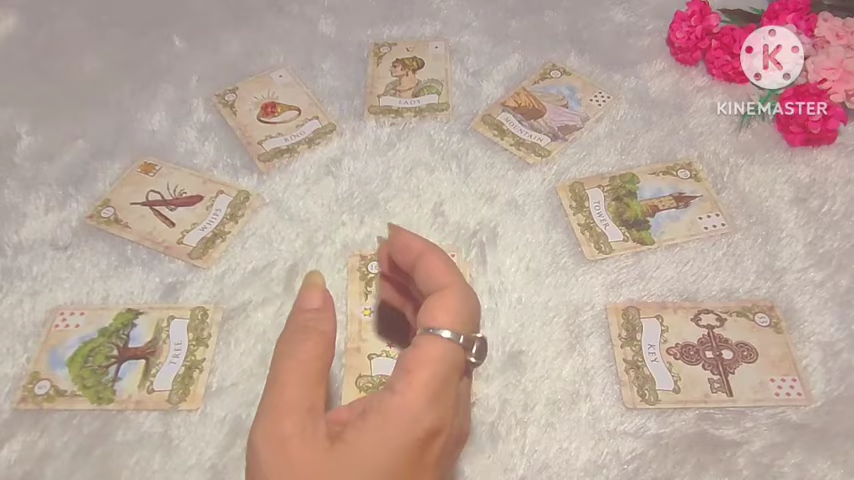 LADY
RING
MOUNTAIN
K
KINEMASTER
WHIPS
TOWER
TREE
KEY